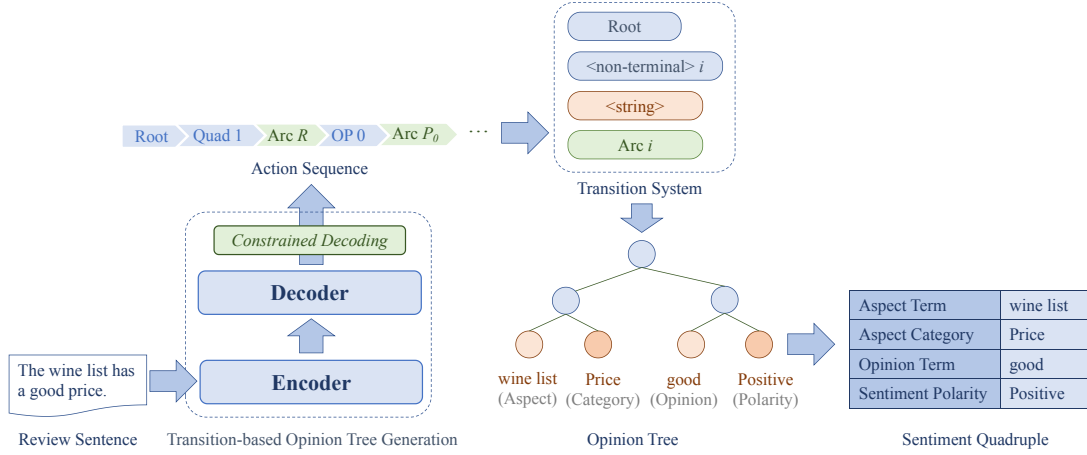 Root
<non-terminal> i
<string>
Arc i
Transition System
Root Quad 1 Arc R OP 0 Arc P₀ ...
Action Sequence
Constrained Decoding
Decoder
Encoder
The wine list has
a good price.
Review Sentence
Transition-based Opinion Tree Generation
wine list Price good Positive
(Aspect) (Category) (Opinion) (Polarity)
Opinion Tree
Aspect Term wine list
Aspect Category Price
Opinion Term good
Sentiment Polarity Positive
Sentiment Quadruple